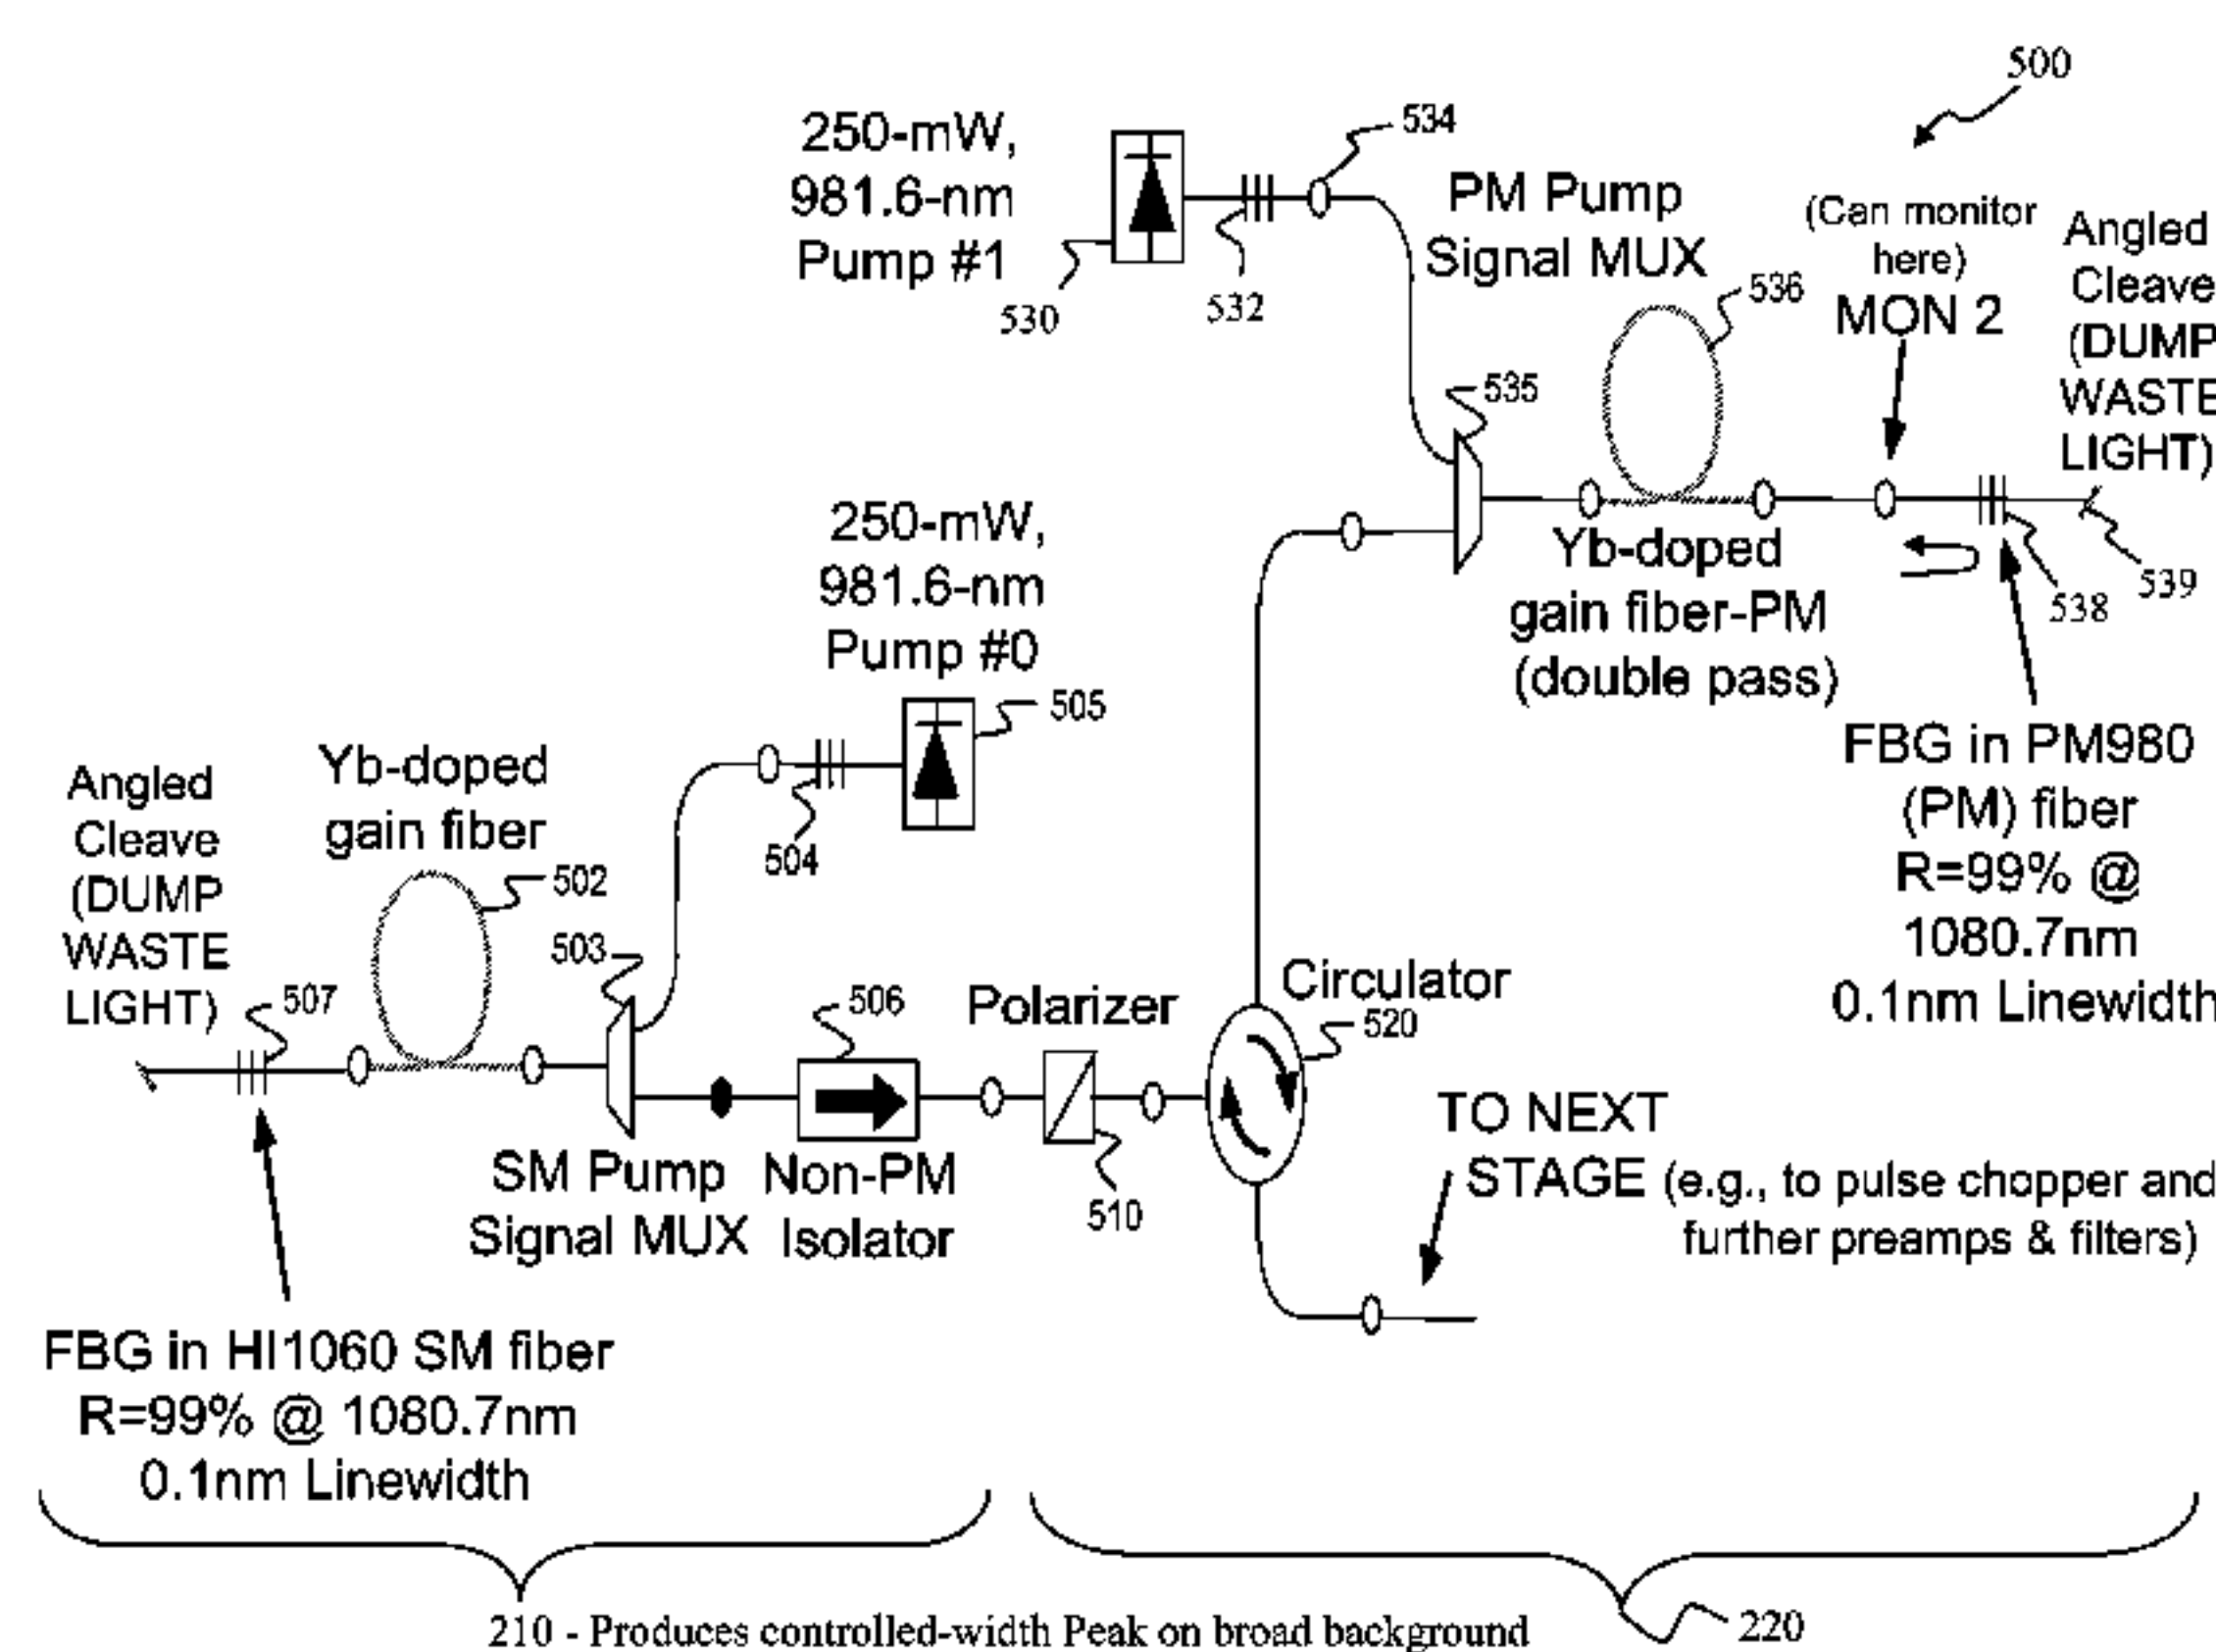 500
250-mW,
981.6-nm
Pump #1
530
532
534
PM Pump
Signal MUX
535
536
(Can monitor
here)
MON 2
Angled
Cleave
(DUMP
WASTE
LIGHT)
539
538
Yb-doped
gain fiber-PM
(double pass)
FBG in PM980
(PM) fiber
R=99% @
1080.7nm
0.1nm Linewidth
250-mW,
981.6-nm
Pump #0
505
504
Angled
Cleave
(DUMP
WASTE
LIGHT)
507
Yb-doped
gain fiber
502
503
SM Pump
Signal MUX
506
Non-PM
Isolator
Polarizer
510
Circulator
520
TO NEXT
STAGE (e.g., to pulse chopper and
further preamps & filters)
FBG in HI1060 SM fiber
R=99% @ 1080.7nm
0.1nm Linewidth
210 - Produces controlled-width Peak on broad background
220